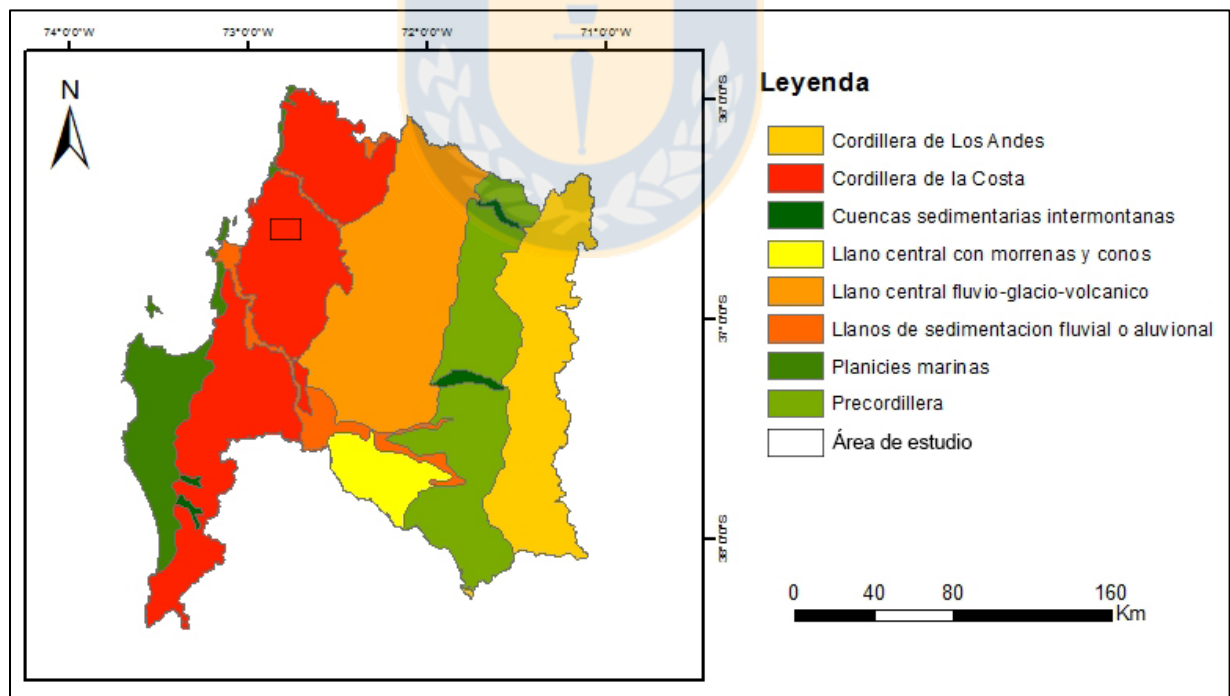 74°0'0"W 73°0'0"W 72°0'0"W 71°0'0"W
N
36°0'0"S
37°0'0"S
38°0'0"S
Leyenda
Cordillera de Los Andes
Cordillera de la Costa
Cuencas sedimentarias intermontanas
Llano central con morrenas y conos
Llano central fluvio-glacio-volcanico
Llanos de sedimentacion fluvial o aluvional
Planicies marinas
Precordillera
Área de estudio
0 40 80 160
Km